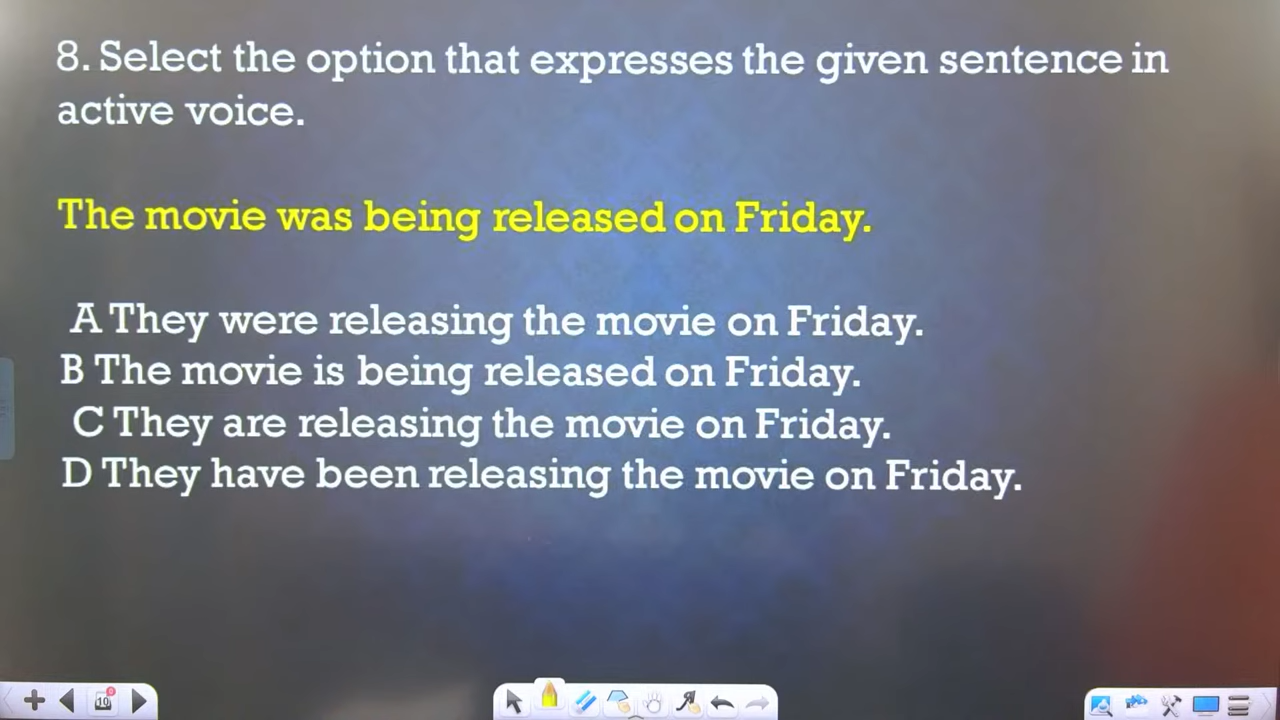 8. Select the option that expresses the given sentence in
active voice.
The movie was being released on Friday.
A They were releasing the movie on Friday.
B The movie is being released on Friday.
C They are releasing the movie on Friday.
D They have been releasing the movie on Friday.
10